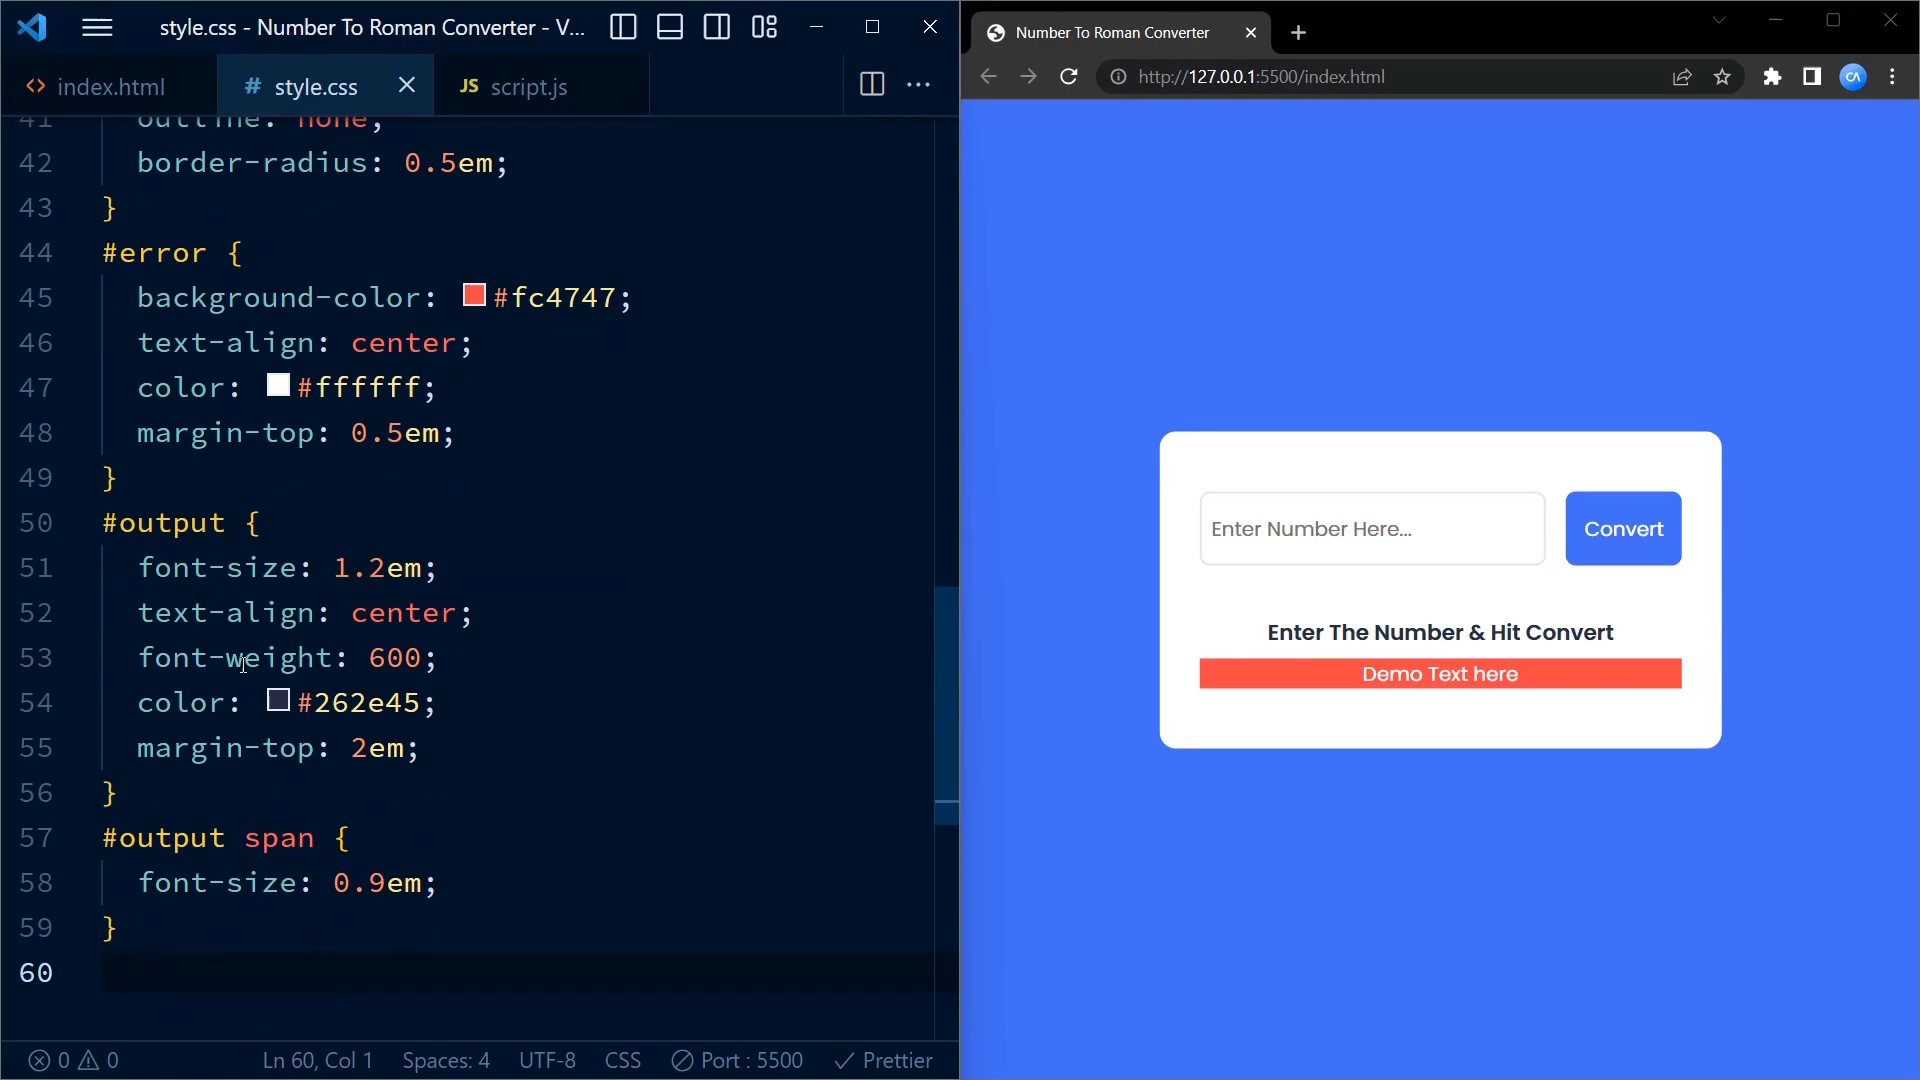 style.css - Number To Roman Converter - V...
index.html
# style.css
JS script.js
41 outline: none;
42 border-radius: 0.5em;
43 }
44 #error {
45 background-color: #fc4747;
46 text-align: center;
47 color: #ffffff;
48 margin-top: 0.5em;
49 }
50 #output {
51 font-size: 1.2em;
52 text-align: center;
53 font-weight: 600;
54 color: #262e45;
55 margin-top: 2em;
56 }
57 #output span {
58 font-size: 0.9em;
59 }
60
0 0 Ln 60, Col 1 Spaces: 4 UTF-8 CSS Port : 5500 Prettier
Number To Roman Converter
http://127.0.0.1:5500/index.html
CA
Enter Number Here...
Convert
Enter The Number & Hit Convert
Demo Text here